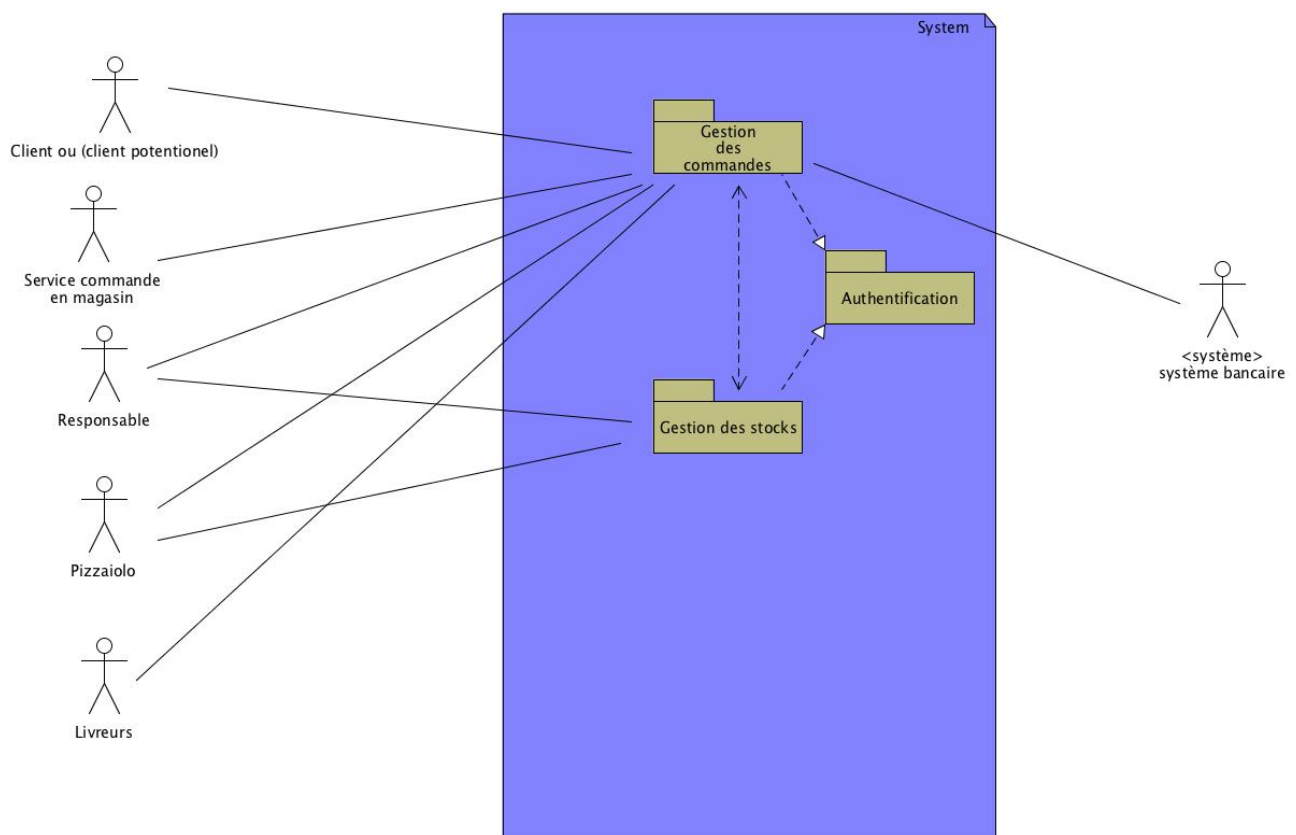 System
Client ou (client potentionel)
Gestion
des
commandes
Service commande
en magasin
Authentification
<système>
système bancaire
Responsable
Gestion des stocks
Pizzaiolo
Livreurs